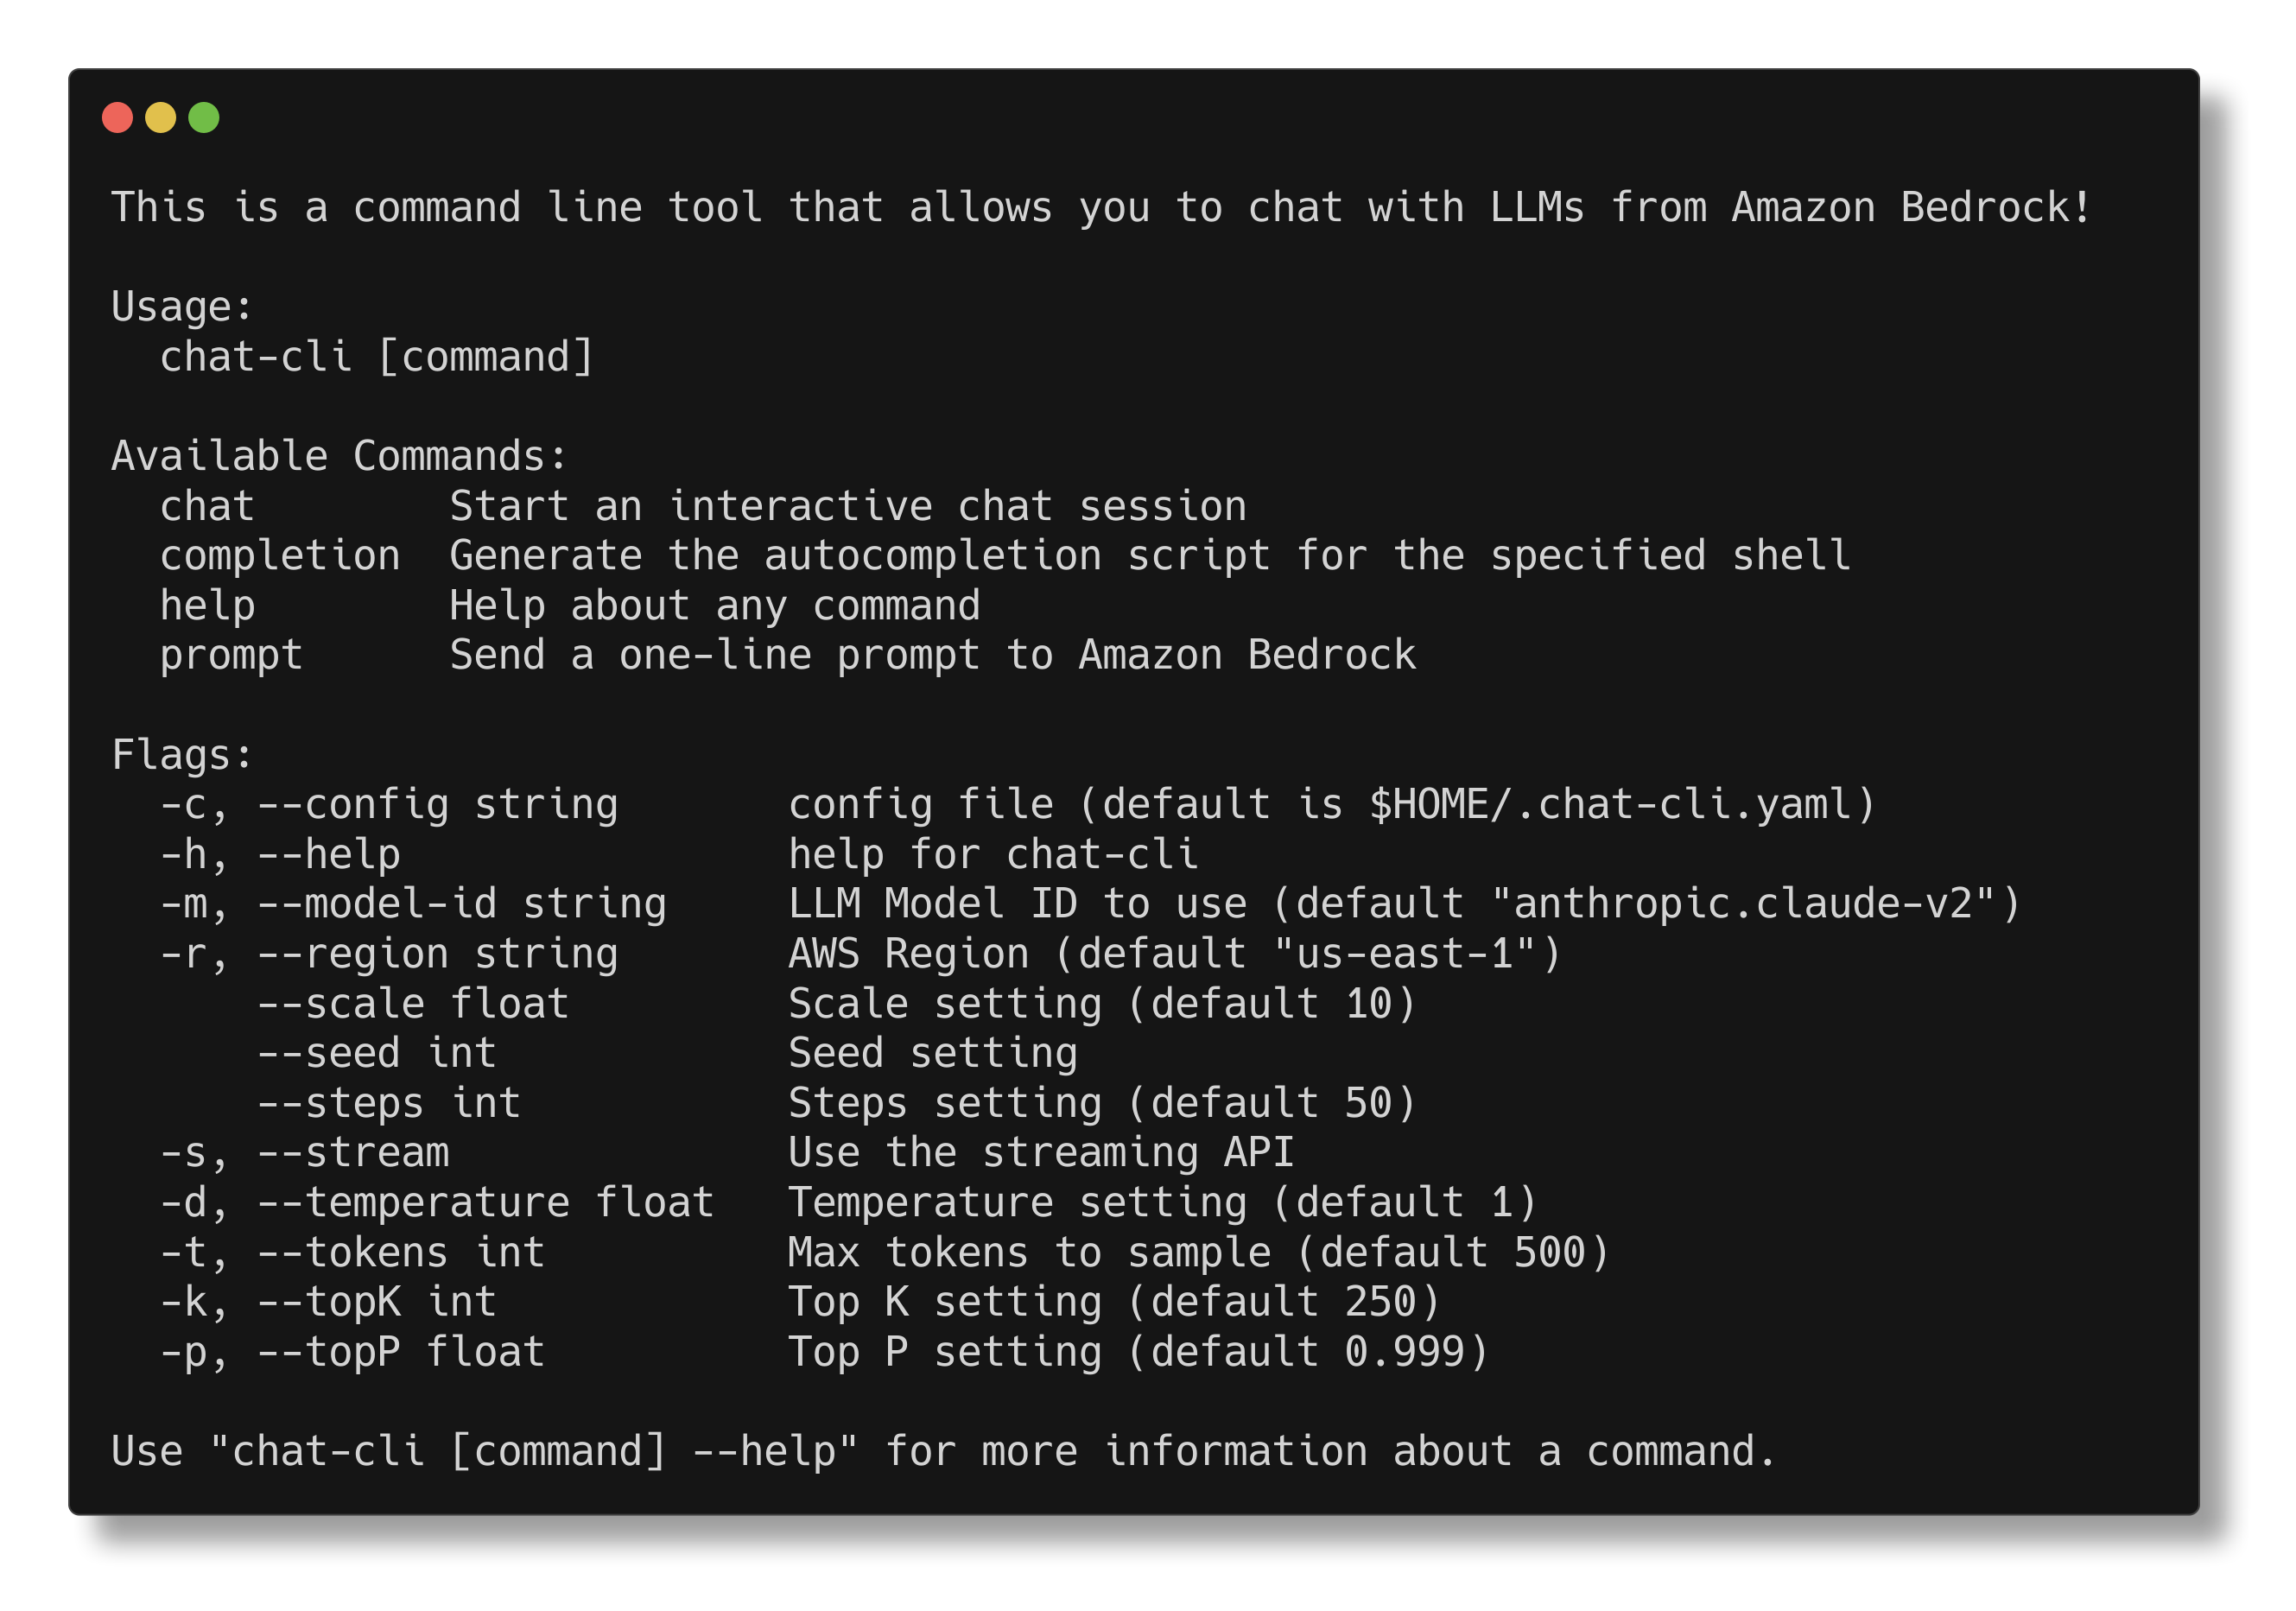 This is a command line tool that allows you to chat with LLMs from Amazon Bedrock!

Usage:
  chat-cli [command]

Available Commands:
  chat        Start an interactive chat session
  completion  Generate the autocompletion script for the specified shell
  help        Help about any command
  prompt      Send a one-line prompt to Amazon Bedrock

Flags:
  -c, --config string       config file (default is $HOME/.chat-cli.yaml)
  -h, --help                help for chat-cli
  -m, --model-id string     LLM Model ID to use (default "anthropic.claude-v2")
  -r, --region string       AWS Region (default "us-east-1")
      --scale float         Scale setting (default 10)
      --seed int            Seed setting
      --steps int           Steps setting (default 50)
  -s, --stream              Use the streaming API
  -d, --temperature float   Temperature setting (default 1)
  -t, --tokens int          Max tokens to sample (default 500)
  -k, --topK int            Top K setting (default 250)
  -p, --topP float          Top P setting (default 0.999)

Use "chat-cli [command] --help" for more information about a command.